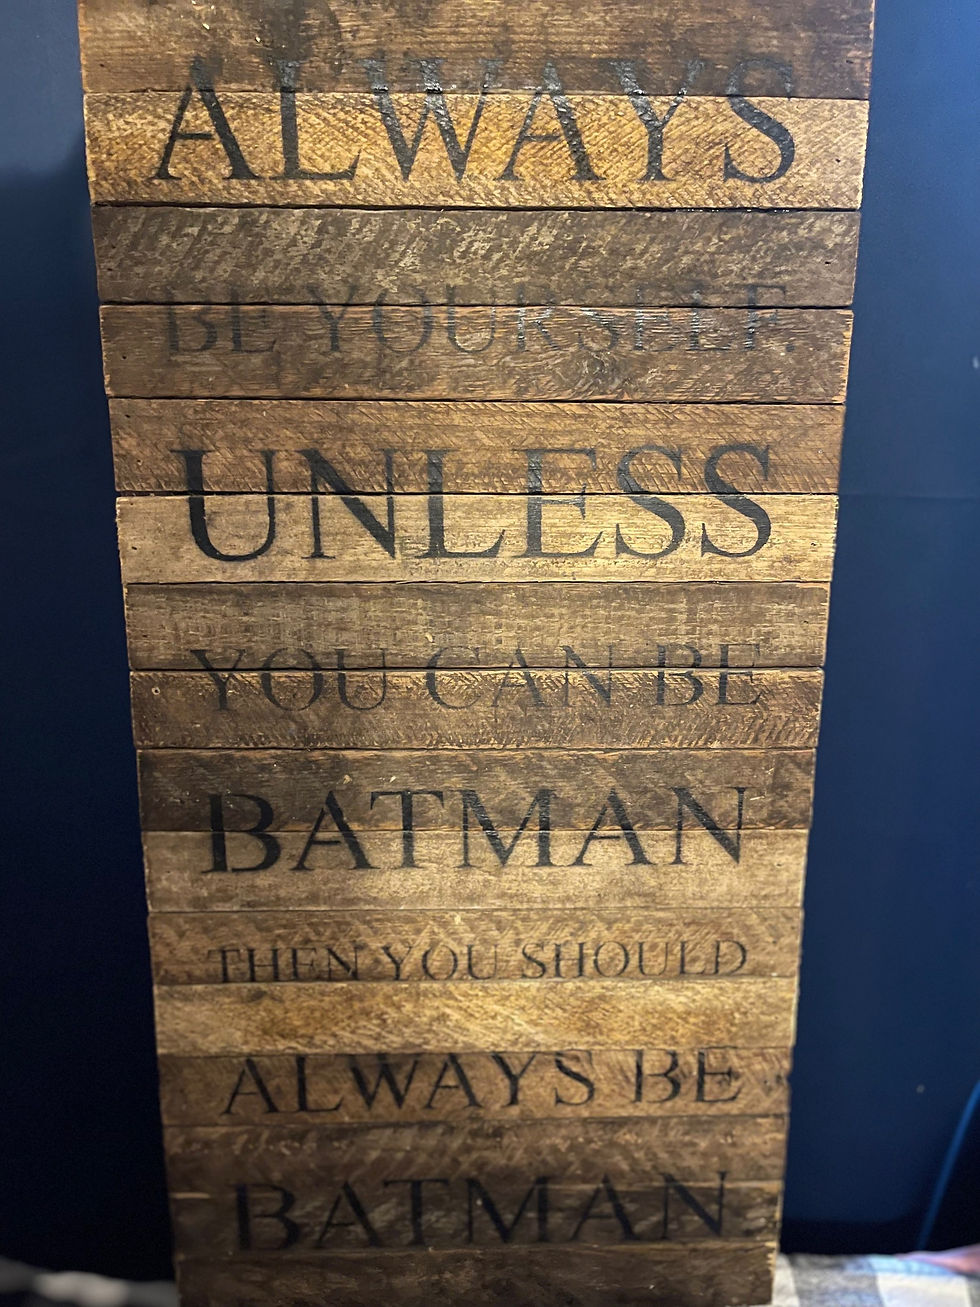 ALWAYS
BE YOURSELF.
UNLESS
YOU CAN BE
BATMAN
THEN YOU SHOULD
ALWAYS BE
BATMAN.